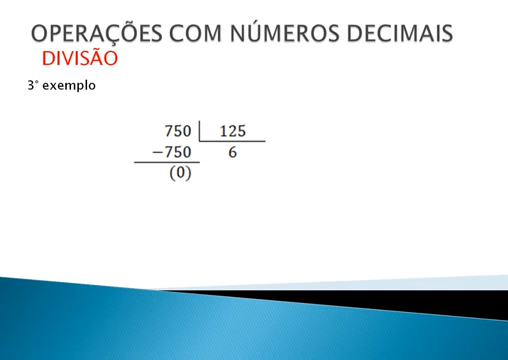 OPERAÇÕES COM NÚMEROS DECIMAIS
DIVISÃO
3° exemplo
750 125
−750 6
(0)